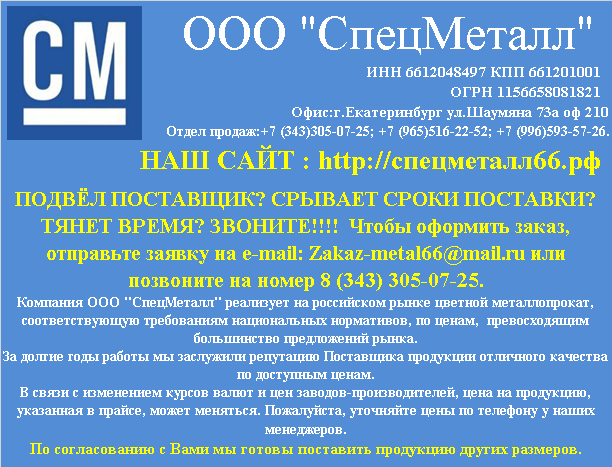 СМ
ООО "СпецМеталл"
ИНН 6612048497 КПП 661201001
ОГРН 1156658081821
Офис:г.Екатеринбург ул.Шаумяна 73а оф 210
Отдел продаж:+7 (343)305-07-25; +7 (965)516-22-52; +7 (996)593-57-26.
НАШ САЙТ : http://спецметалл66.рф
ПОДВЁЛ ПОСТАВЩИК? СРЫВАЕТ СРОКИ ПОСТАВКИ?
ТЯНЕТ ВРЕМЯ? ЗВОНИТЕ!!!! Чтобы оформить заказ,
отправьте заявку на e-mail: Zakaz-metal66@mail.ru или
позвоните на номер 8 (343) 305-07-25.
Компания ООО "СпецМеталл" реализует на российском рынке цветной металлопрокат,
соответствующую требованиям национальных нормативов, по ценам, превосходящим
большинство предложений рынка.
За долгие годы работы мы заслужили репутацию Поставщика продукции отличного качества
по доступным ценам.
В связи с изменением курсов валют и цен заводов-производителей, цена на продукцию,
указанная в прайсе, может меняться. Пожалуйста, уточняйте цены по телефону у наших
менеджеров.
По согласованию с Вами мы готовы поставить продукцию других размеров.